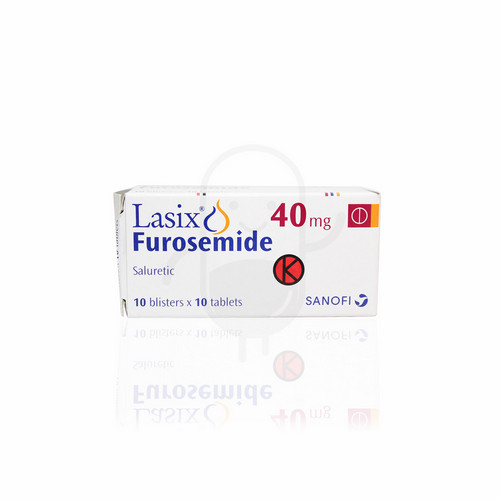 Lasix®
Furosemide
40 mg
Saluretic
K
10 blisters x 10 tablets
SANOFI